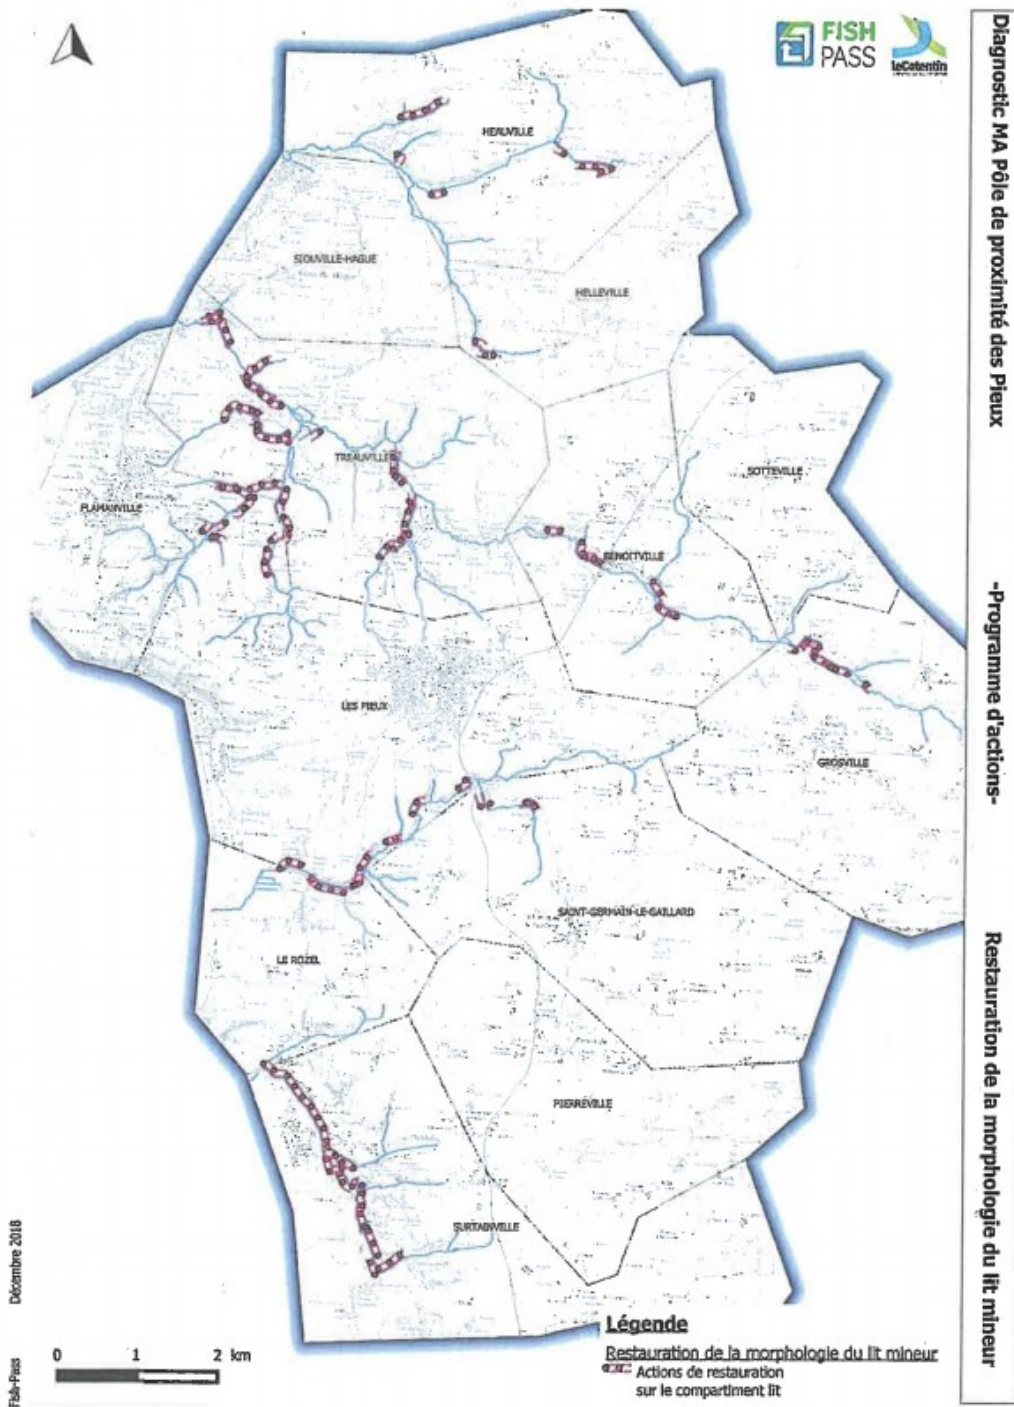 FISH
PASS
leCotentin
Diagnostic MA Pôle de proximité des Pieux
-Programme d'actions-
Restauration de la morphologie du lit mineur
HEAUVILLE
SIOUVILLE-HAGUE
HELLEVILLE
SOTTEVILLE
TREAUVILLE
FLAMANVILLE
BENOITVILLE
LES PIEUX
GROSVILLE
SAINT-GERMAIN-LE-GAILLARD
LE ROZEL
PIERREVILLE
SURTAINVILLE
Légende
Restauration de la morphologie du lit mineur
Actions de restauration
sur le compartiment lit
0 1 2 km
Fish-Pass Décembre 2018